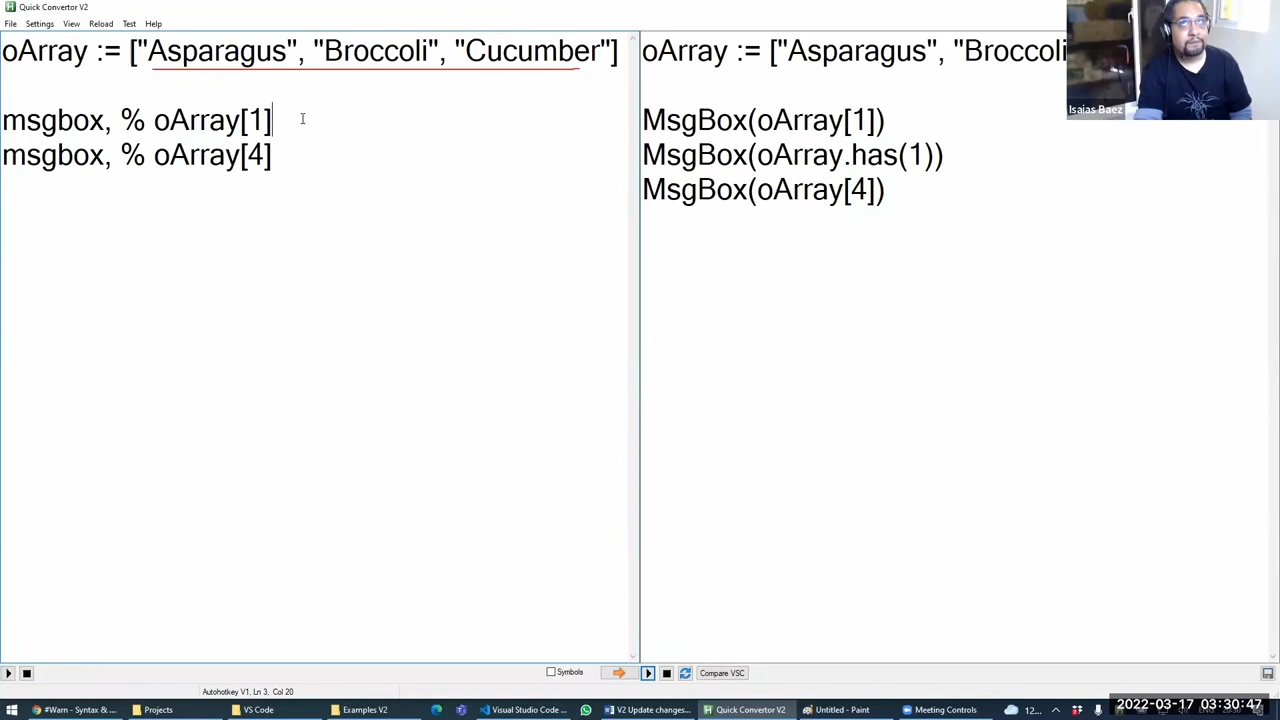 Quick Convertor V2
File Settings View Reload Test Help
oArray := ["Asparagus", "Broccoli", "Cucumber"]
msgbox, % oArray[1]
msgbox, % oArray[4]
oArray := ["Asparagus", "Broccoli
MsgBox(oArray[1])
MsgBox(oArray.has(1))
MsgBox(oArray[4])
Isaias Baez
Symbols
Compare VSC
Autohotkey V1, Ln 3, Col 20
#Warn - Syntax & ...
Projects
VS Code
Examples V2
Visual Studio Code ...
V2 Update changes...
Quick Convertor V2
Untitled - Paint
Meeting Controls
12...
2022-03-17 03:30:47